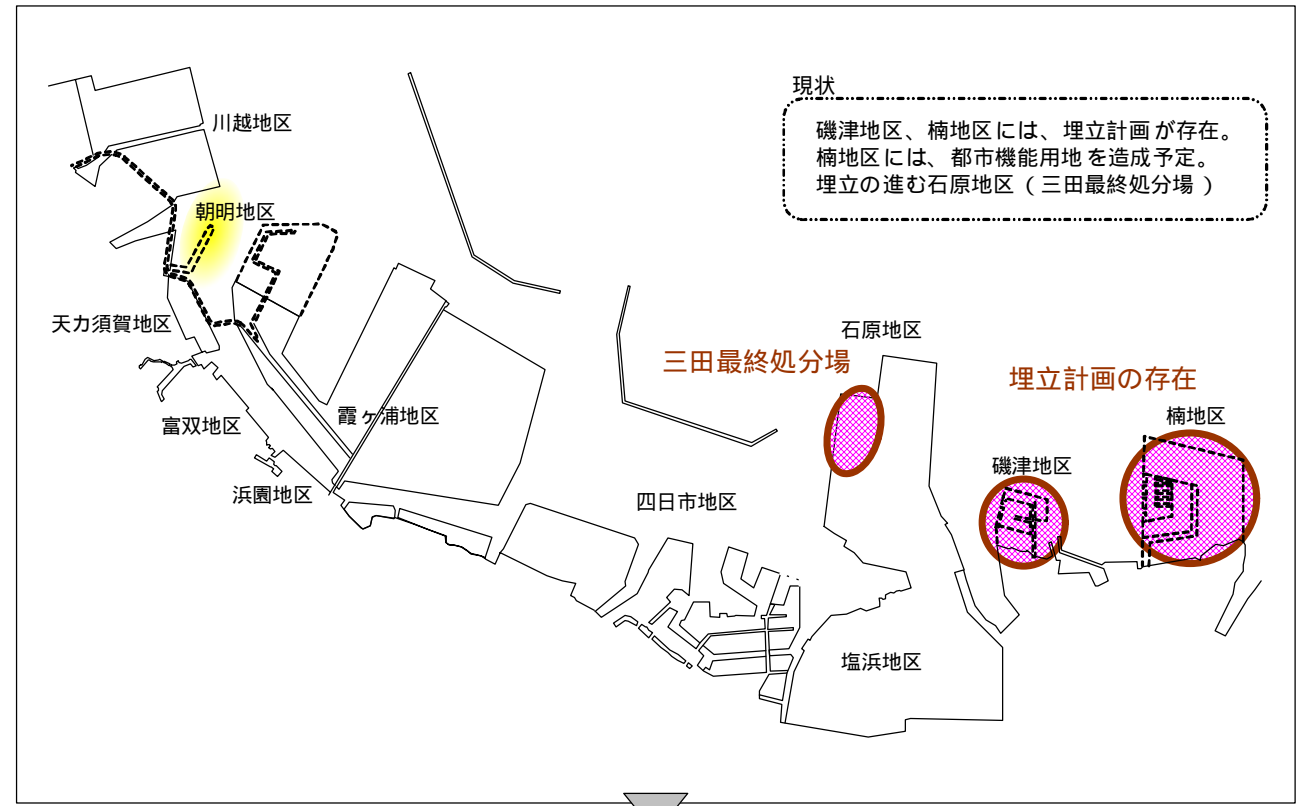 現状
磯津地区、楠地区には、埋立計画が存在。
楠地区には、都市機能用地を造成予定。
埋立の進む石原地区（三田最終処分場）
川越地区
朝明地区
天力須賀地区
石原地区
三田最終処分場
埋立計画の存在
霞ヶ浦地区
楠地区
富双地区
磯津地区
浜園地区
四日市地区
塩浜地区